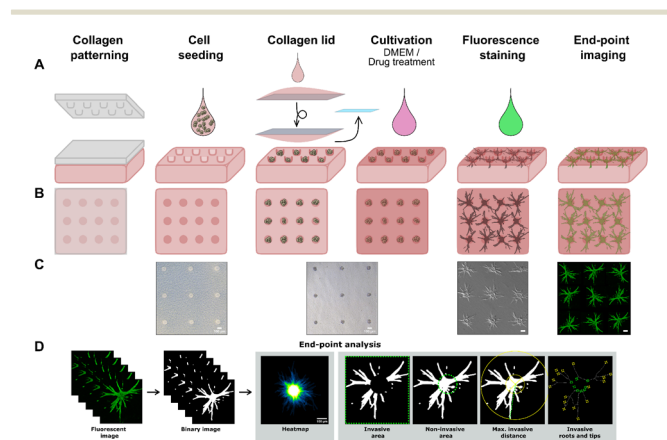 Collagen
patterning
Cell
seeding
Collagen lid
Cultivation
DMEM /
Drug treatment
Fluorescence
staining
End-point
imaging
A
B
C
D
End-point analysis
Fluorescent
image
Binary image
Heatmap
Invasive
area
Non-invasive
area
Max. invasive
distance
Invasive
roots and tips